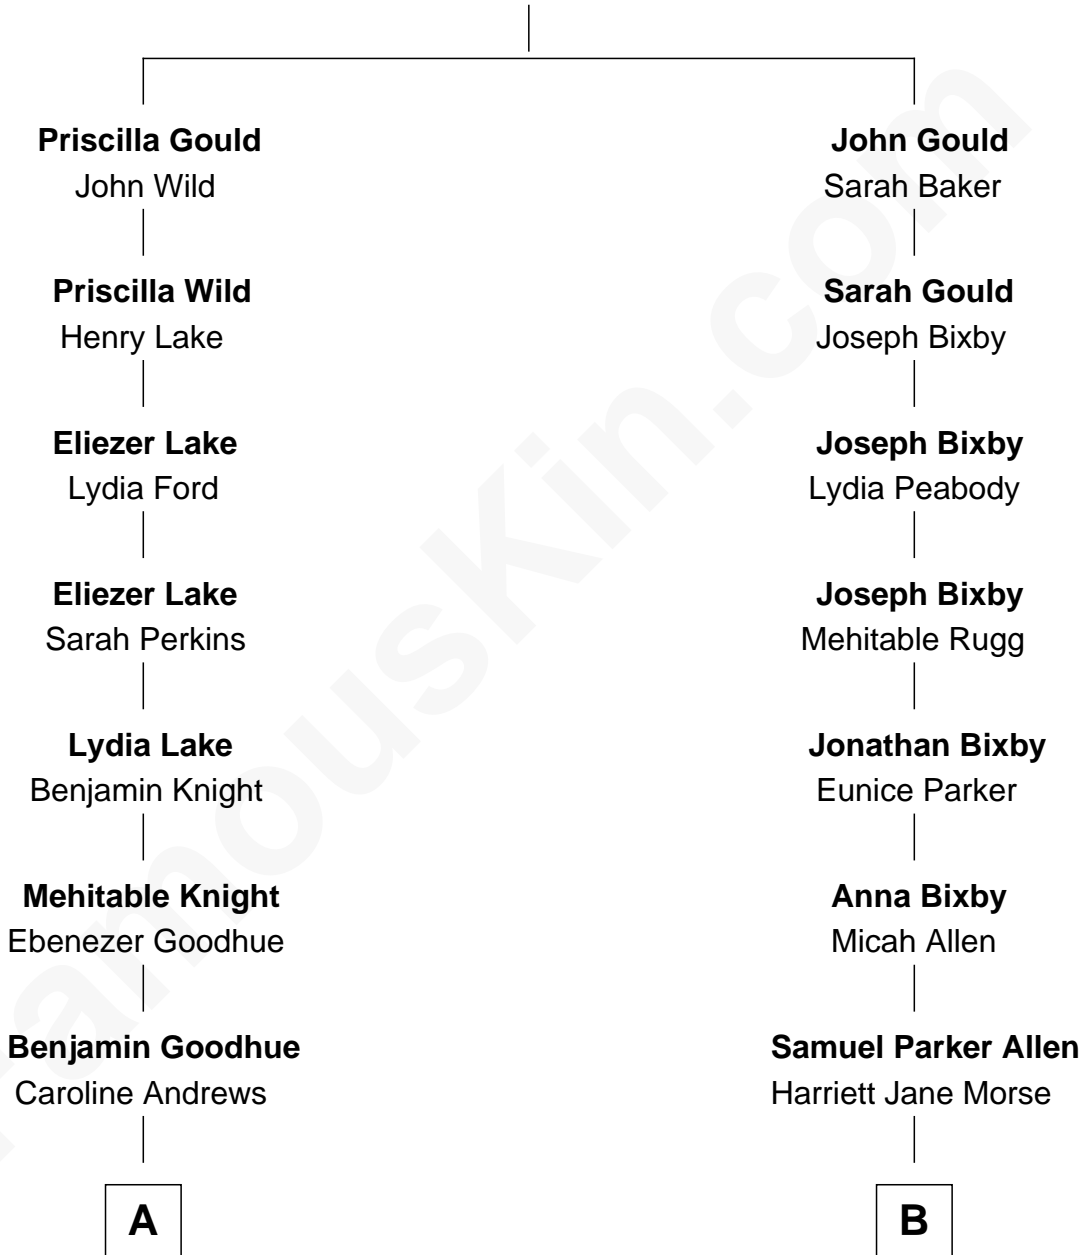 Priscilla Gould
John Wild
Priscilla Wild
Henry Lake
Eliezer Lake
Lydia Ford
Eliezer Lake
Sarah Perkins
Lydia Lake
Benjamin Knight
Mehitable Knight
Ebenezer Goodhue
Benjamin Goodhue
Caroline Andrews
A
John Gould
Sarah Baker
Sarah Gould
Joseph Bixby
Joseph Bixby
Lydia Peabody
Joseph Bixby
Mehitable Rugg
Jonathan Bixby
Eunice Parker
Anna Bixby
Micah Allen
Samuel Parker Allen
Harriett Jane Morse
B
FamousKin.com